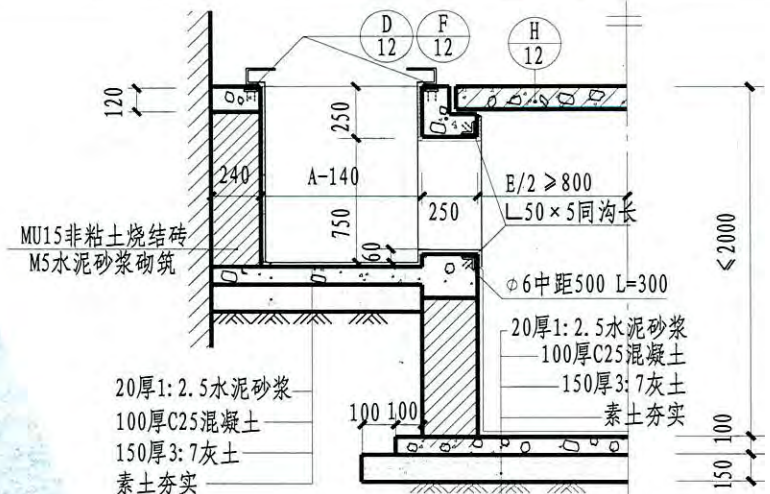 D
12
F
12
H
12
120
250
240
A-140
E/2 ≥800
250
└50×5同沟长
750
60
MU15非粘土烧结砖
M5水泥砂浆砌筑
≤2000
ϕ6中距500 L=300
20厚1:2.5水泥砂浆
100厚C25混凝土
150厚3:7灰土
素土夯实
20厚1:2.5水泥砂浆
100厚C25混凝土
150厚3:7灰土
素土夯实
100 100
100
150